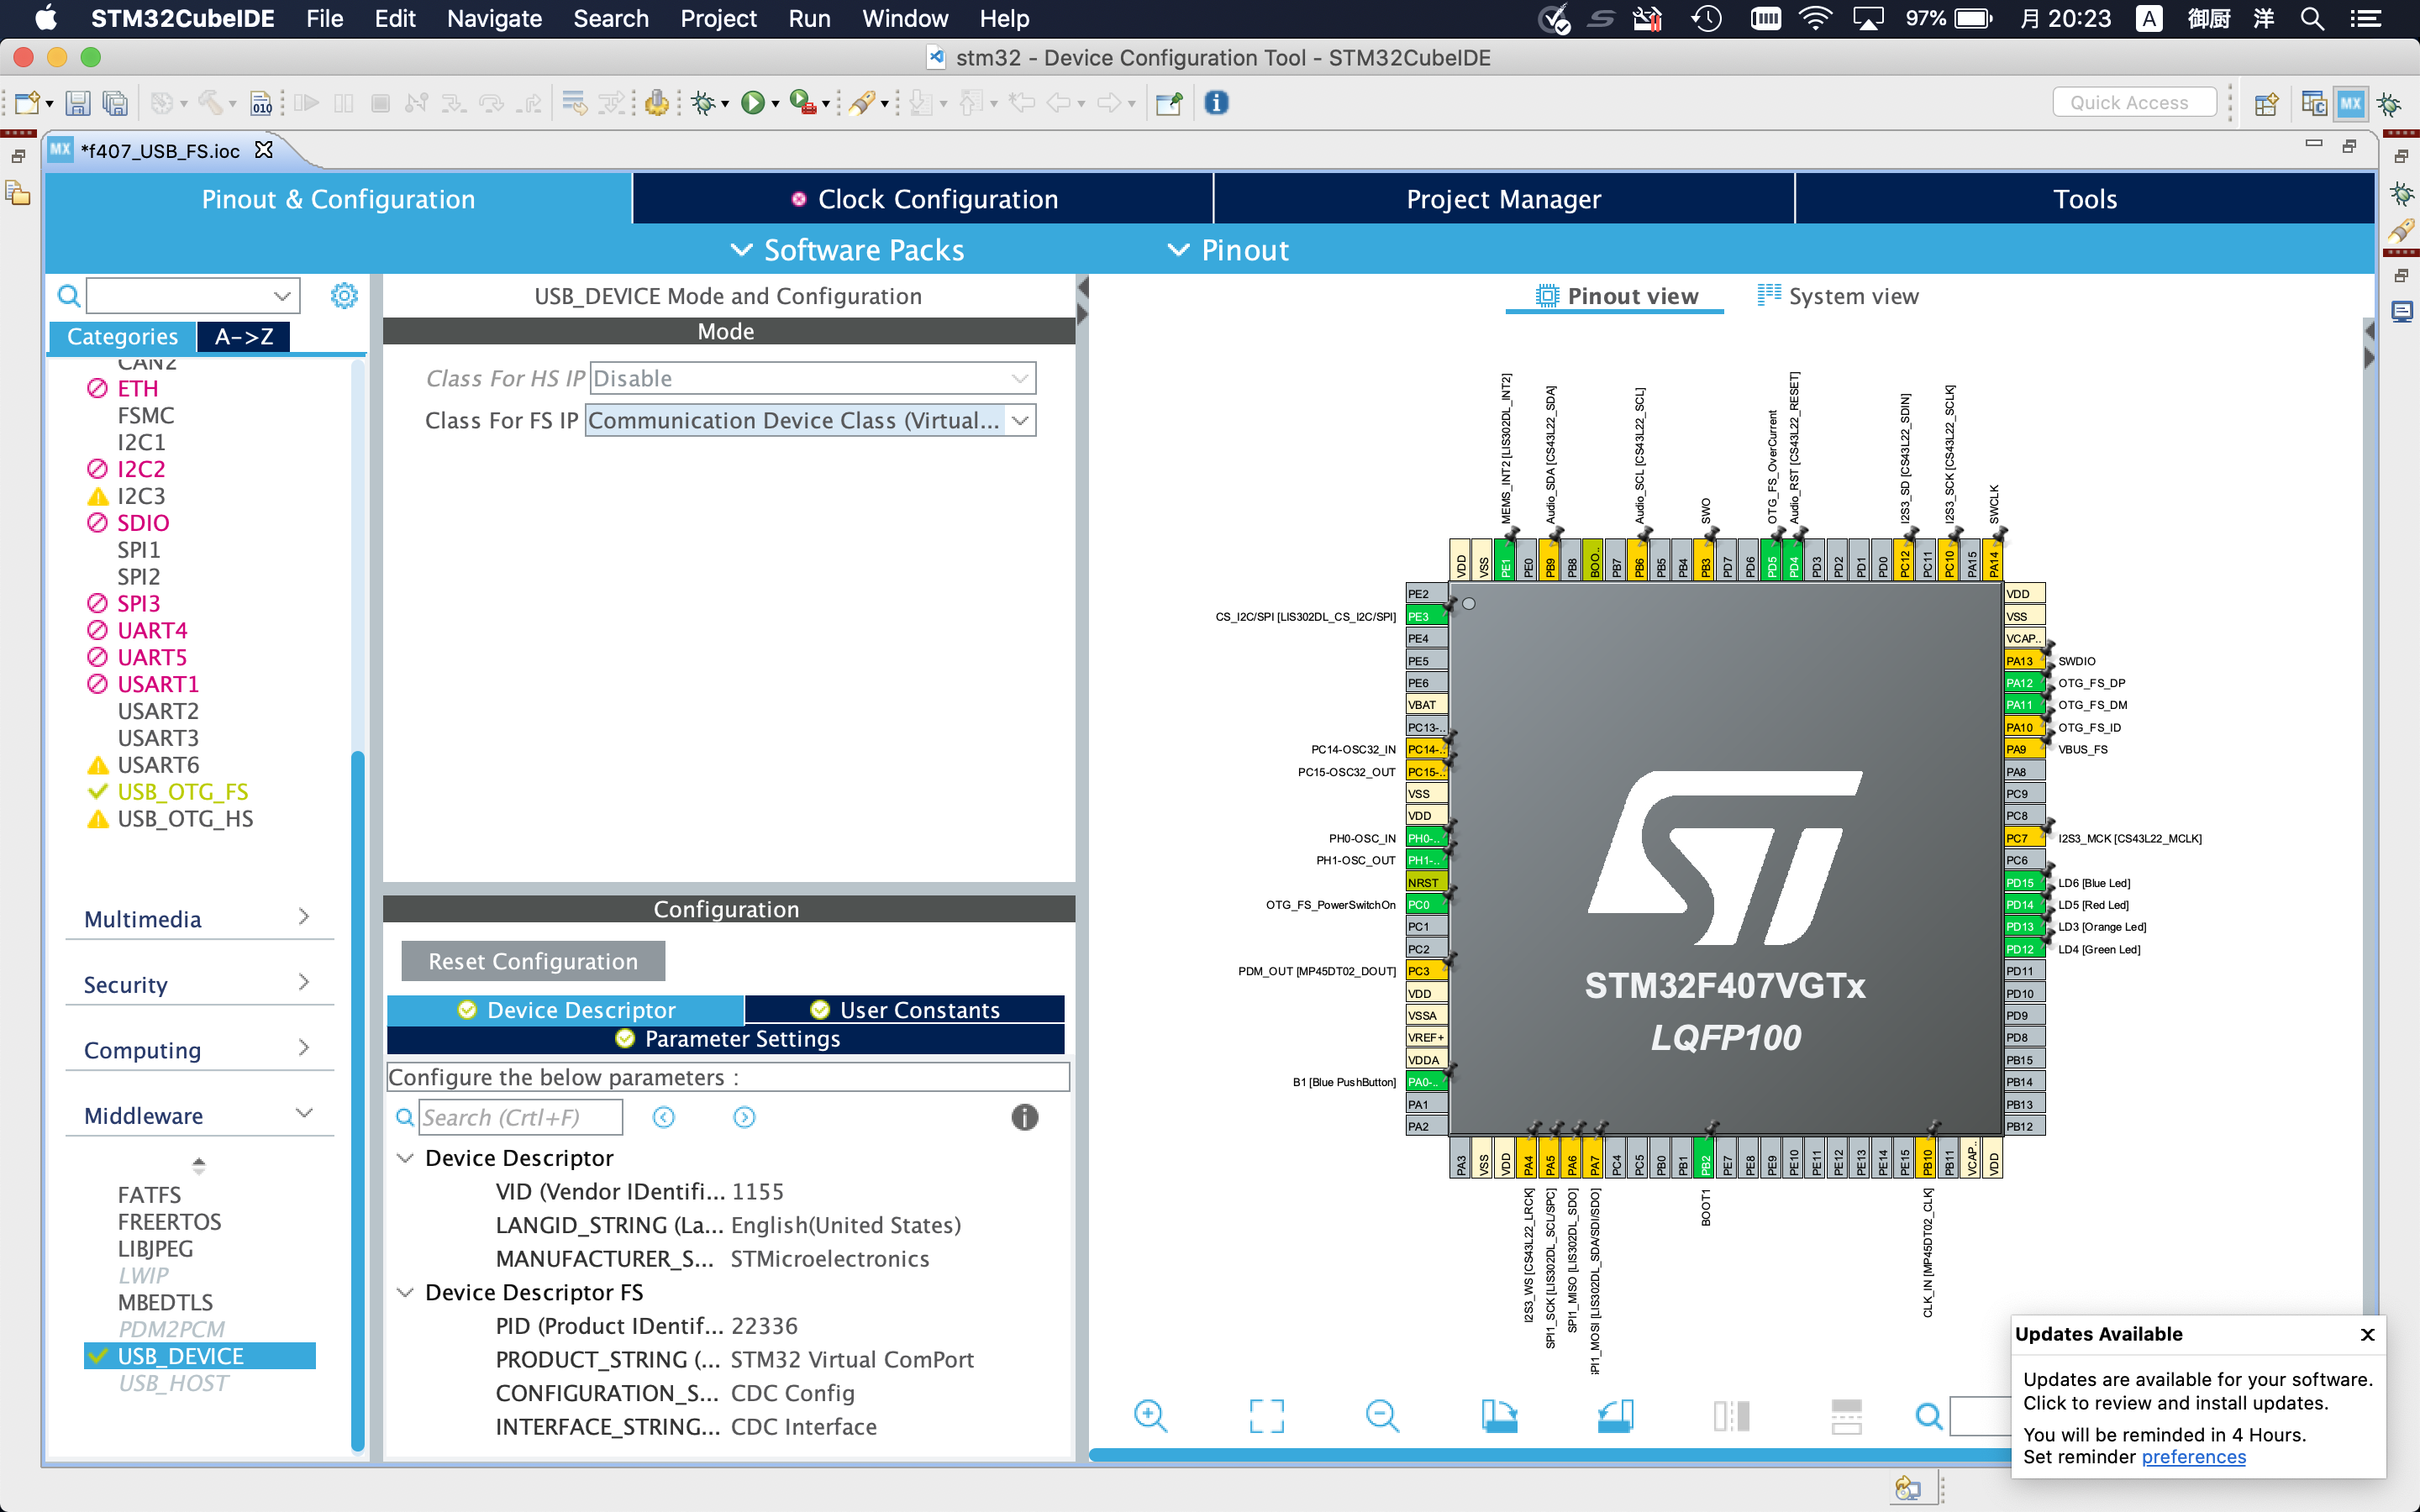 STM32CubeIDE File Edit Navigate Search Project Run Window Help 97% 月 20:23 A 御厨 洋
stm32 - Device Configuration Tool - STM32CubeIDE
010
Quick Access
MX
MX *f407_USB_FS.ioc
Pinout & Configuration
Clock Configuration
Project Manager
Tools
Software Packs
Pinout
Categories
A->Z
CAN2
ETH
FSMC
I2C1
I2C2
I2C3
SDIO
SPI1
SPI2
SPI3
UART4
UART5
USART1
USART2
USART3
USART6
USB_OTG_FS
USB_OTG_HS
Multimedia
Security
Computing
Middleware
FATFS
FREERTOS
LIBJPEG
LWIP
MBEDTLS
PDM2PCM
USB_DEVICE
USB_HOST
USB_DEVICE Mode and Configuration
Mode
Class For HS IP Disable
Class For FS IP Communication Device Class (Virtual...
Configuration
Reset Configuration
Device Descriptor
User Constants
Parameter Settings
Configure the below parameters :
Search (Crtl+F)
Device Descriptor
VID (Vendor IDentifi... 1155
LANGID_STRING (La... English(United States)
MANUFACTURER_S... STMicroelectronics
Device Descriptor FS
PID (Product IDentif... 22336
PRODUCT_STRING (... STM32 Virtual ComPort
CONFIGURATION_S... CDC Config
INTERFACE_STRING... CDC Interface
Pinout view
System view
MEMS_INT2 [LIS302DL_INT2]
Audio_SDA [CS43L22_SDA]
Audio_SCL [CS43L22_SCL]
SWO
OTG_FS_OverCurrent
Audio_RST [CS43L22_RESET]
I2S3_SD [CS43L22_SDIN]
I2S3_SCK [CS43L22_SCLK]
SWCLK
VDD
VSS
PE1
PE0
PB9
PB8
BOO..
PB7
PB6
PB5
PB4
PB3
PD7
PD6
PD5
PD4
PD3
PD2
PD1
PD0
PC12
PC11
PC10
PA15
PA14
PE2
CS_I2C/SPI [LIS302DL_CS_I2C/SPI] PE3
PE4
PE5
PE6
VBAT
PC13-..
PC14-OSC32_IN PC14-..
PC15-OSC32_OUT PC15-..
VSS
VDD
PH0-OSC_IN PH0-..
PH1-OSC_OUT PH1-..
NRST
OTG_FS_PowerSwitchOn PC0
PC1
PC2
PDM_OUT [MP45DT02_DOUT] PC3
VDD
VSSA
VREF+
VDDA
B1 [Blue PushButton] PA0-..
PA1
PA2
STM32F407VGTx
LQFP100
VDD
VSS
VCAP..
PA13 SWDIO
PA12 OTG_FS_DP
PA11 OTG_FS_DM
PA10 OTG_FS_ID
PA9 VBUS_FS
PA8
PC9
PC8
PC7 I2S3_MCK [CS43L22_MCLK]
PC6
PD15 LD6 [Blue Led]
PD14 LD5 [Red Led]
PD13 LD3 [Orange Led]
PD12 LD4 [Green Led]
PD11
PD10
PD9
PD8
PB15
PB14
PB13
PB12
PA3
VSS
VDD
PA4
PA5
PA6
PA7
PC4
PC5
PB0
PB1
PB2
PE7
PE8
PE9
PE10
PE11
PE12
PE13
PE14
PE15
PB10
PB11
VCAP..
VDD
I2S3_WS [CS43L22_LRCK]
SPI1_SCK [LIS302DL_SCL/SPC]
SPI1_MISO [LIS302DL_SDO]
PI1_MOSI [LIS302DL_SDA/SDI/SDO]
BOOT1
CLK_IN [MP45DT02_CLK]
Updates Available
Updates are available for your software.
Click to review and install updates.
You will be reminded in 4 Hours.
Set reminder preferences